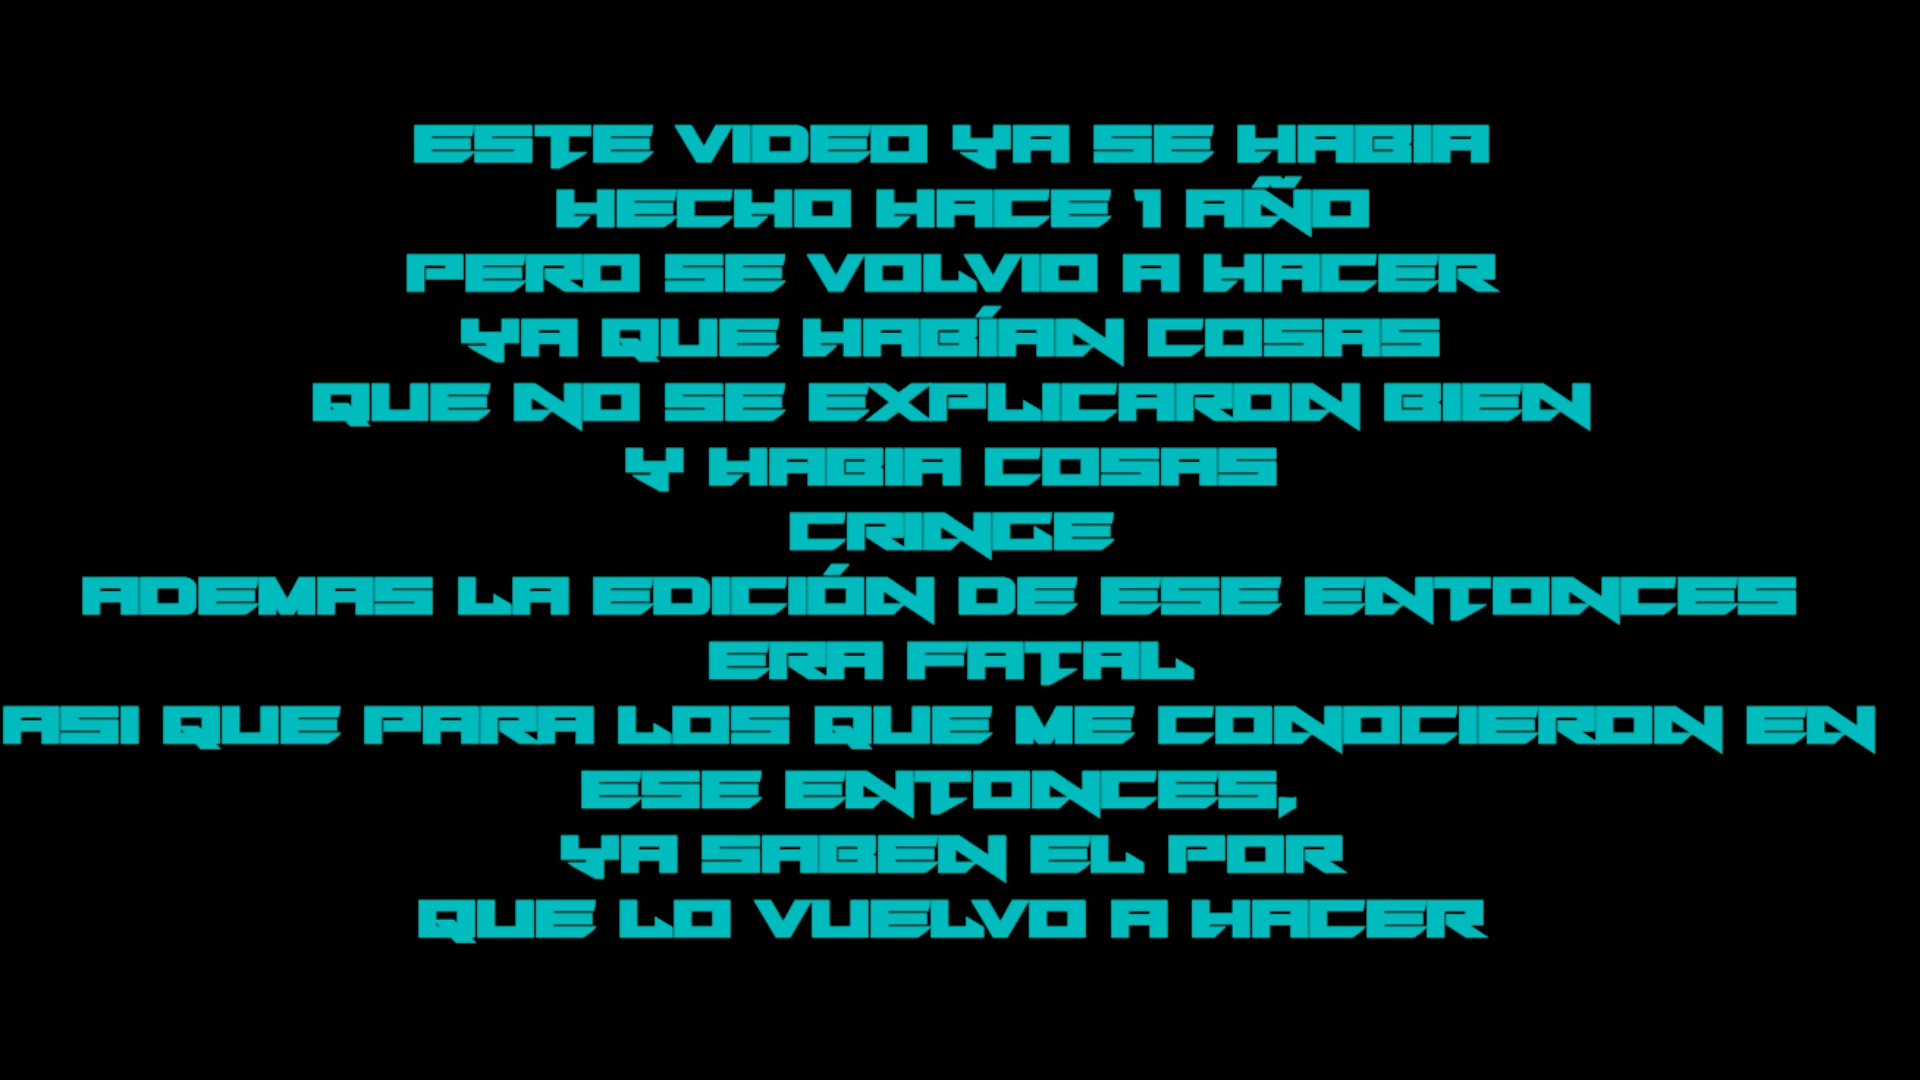 ESTE VIDEO YA SE HABIA
HECHO HACE 1 AÑO
PERO SE VOLVIO A HACER
YA QUE HABÍAN COSAS
QUE NO SE EXPLICARON BIEN
Y HABIA COSAS
CRINGE
ADEMAS LA EDICIÓN DE ESE ENTONCES
ERA FATAL
ASI QUE PARA LOS QUE ME CONOCIERON EN
ESE ENTONCES,
YA SABEN EL POR
QUE LO VUELVO A HACER